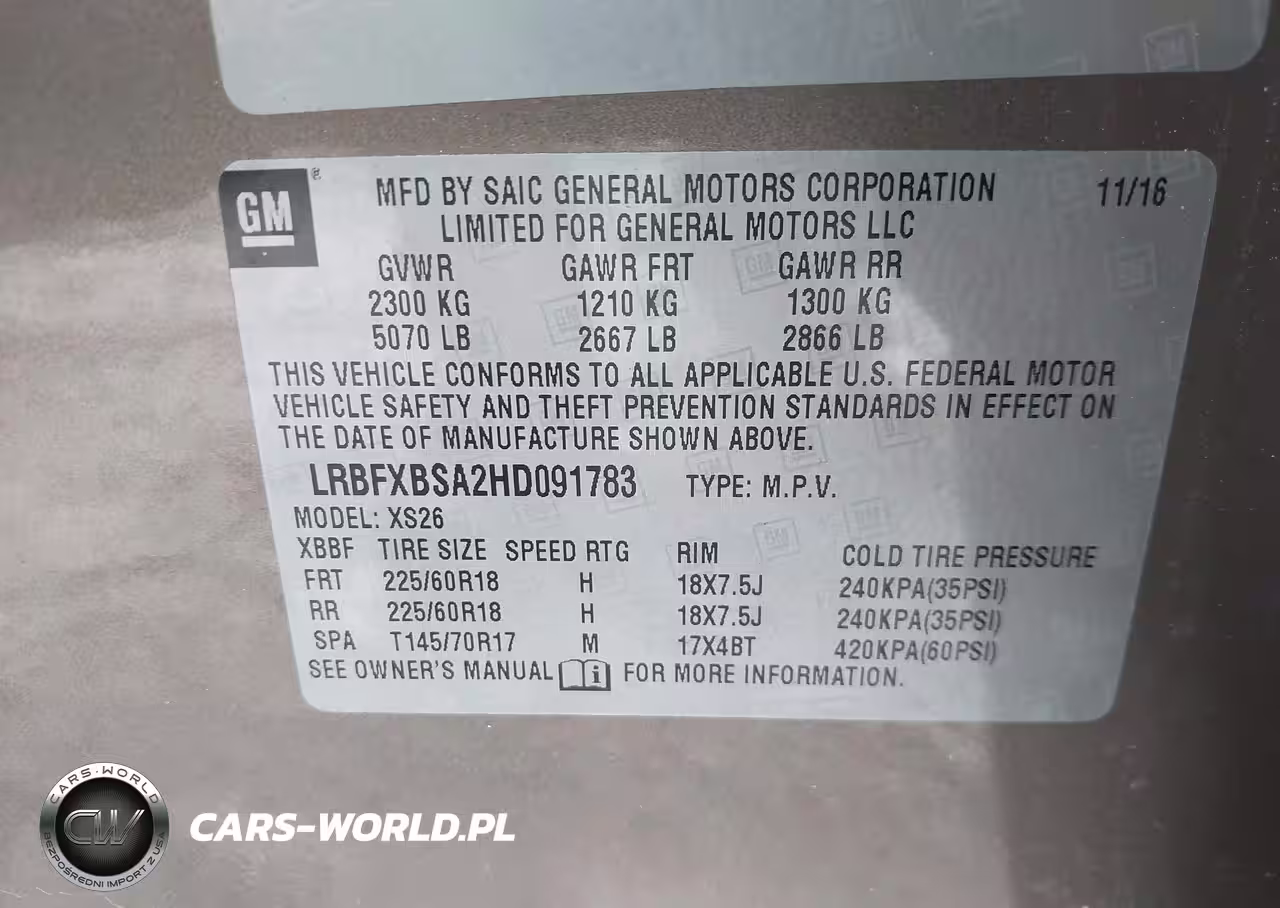 GM
®
MFD BY SAIC GENERAL MOTORS CORPORATION 11/16
LIMITED FOR GENERAL MOTORS LLC
GVWR GAWR FRT GAWR RR
2300 KG 1210 KG 1300 KG
5070 LB 2667 LB 2866 LB
THIS VEHICLE CONFORMS TO ALL APPLICABLE U.S. FEDERAL MOTOR
VEHICLE SAFETY AND THEFT PREVENTION STANDARDS IN EFFECT ON
THE DATE OF MANUFACTURE SHOWN ABOVE.
LRBFXBSA2HD091783 TYPE: M.P.V.
MODEL: XS26
XBBF TIRE SIZE SPEED RTG RIM COLD TIRE PRESSURE
FRT 225/60R18 H 18X7.5J 240KPA(35PSI)
RR 225/60R18 H 18X7.5J 240KPA(35PSI)
SPA T145/70R17 M 17X4BT 420KPA(60PSI)
SEE OWNER'S MANUAL i FOR MORE INFORMATION.
CARS-WORLD
CW
BEZPOŚREDNI IMPORT Z USA
CARS-WORLD.PL